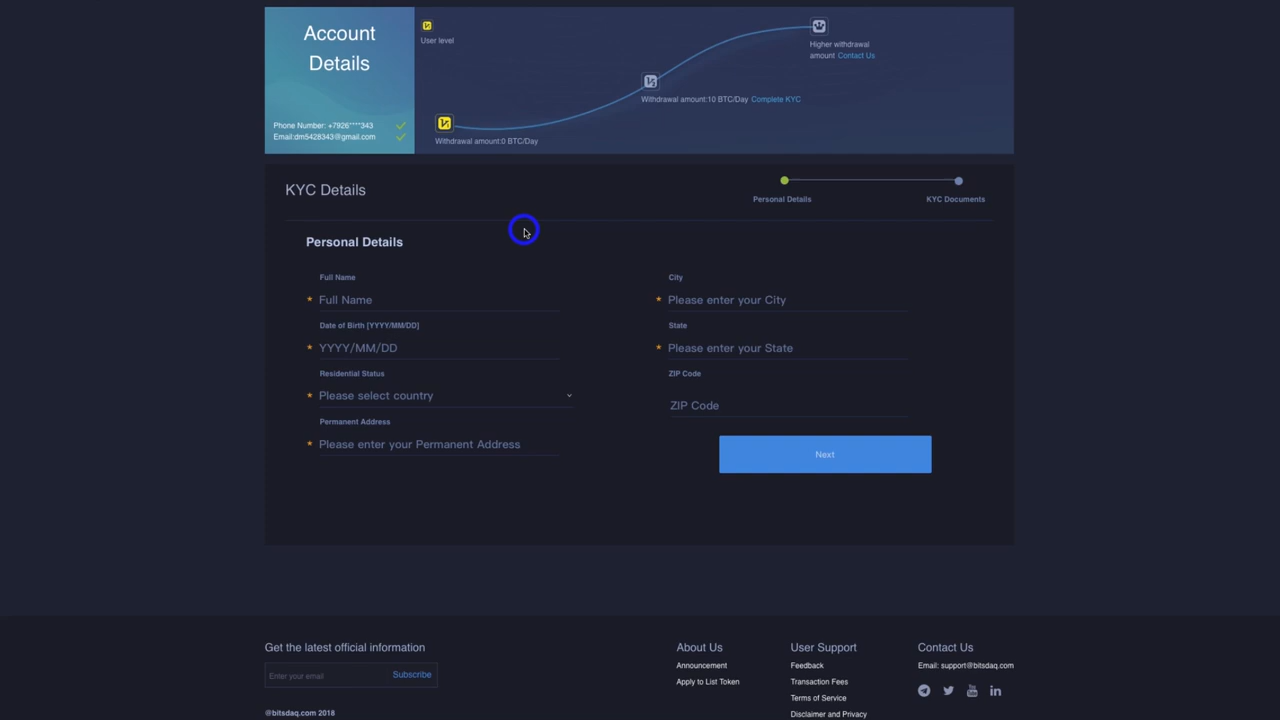 Account
Details
Phone Number: +7926****343
Email:dm5428343@gmail.com
User level
Withdrawal amount:0 BTC/Day
Withdrawal amount:10 BTC/Day Complete KYC
Higher withdrawal
amount Contact Us
KYC Details
Personal Details
KYC Documents
Personal Details
Full Name
* Full Name
Date of Birth [YYYY/MM/DD]
* YYYY/MM/DD
Residential Status
* Please select country
Permanent Address
* Please enter your Permanent Address
City
* Please enter your City
State
* Please enter your State
ZIP Code
ZIP Code
Next
Get the latest official information
Enter your email
Subscribe
@bitsdaq.com 2018
About Us
Announcement
Apply to List Token
User Support
Feedback
Transaction Fees
Terms of Service
Disclaimer and Privacy
Contact Us
Email: support@bitsdaq.com